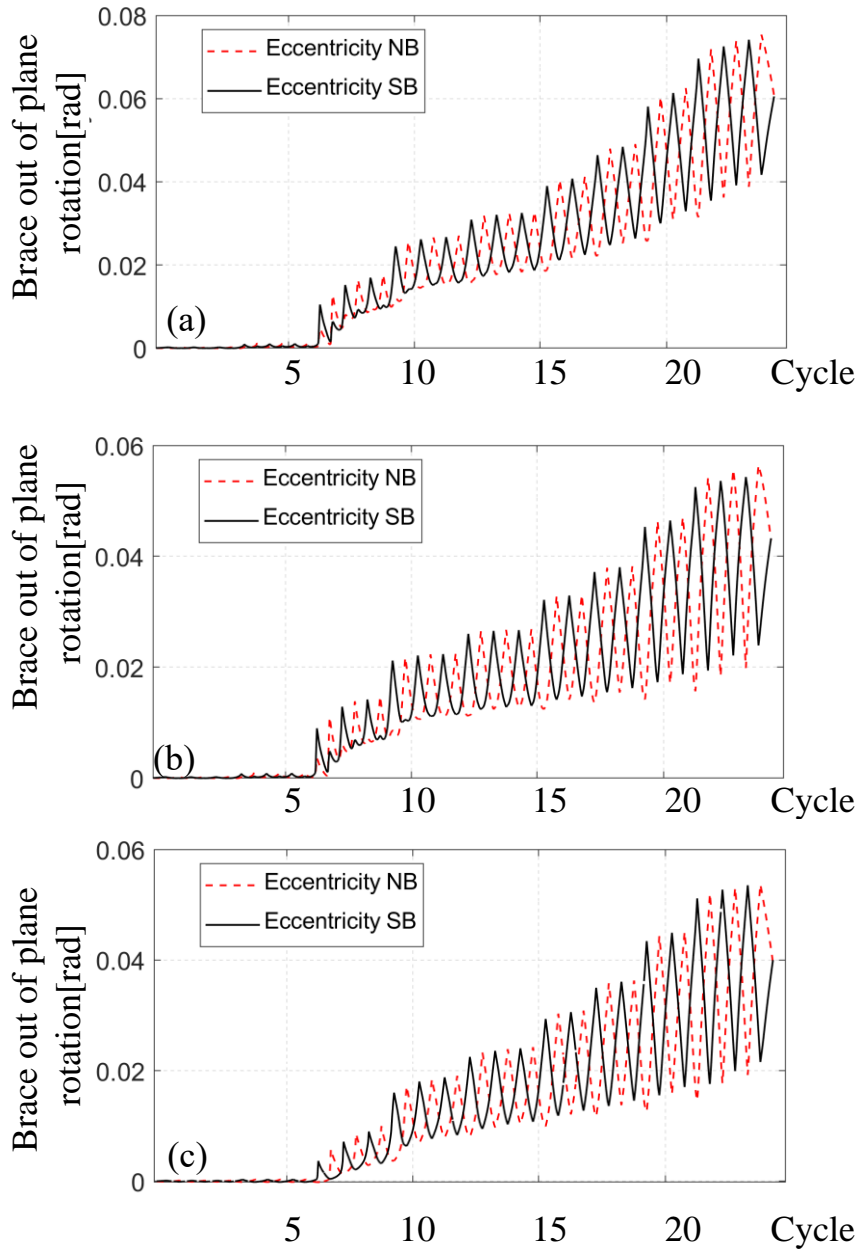 0.08
0.06
0.04
0.02
0
Brace out of plane
rotation[rad]
Eccentricity NB
Eccentricity SB
(a)
5 10 15 20 Cycle
0.06
0.04
0.02
0
Brace out of plane
rotation[rad]
Eccentricity NB
Eccentricity SB
(b)
5 10 15 20 Cycle
0.06
0.04
0.02
0
Brace out of plane
rotation[rad]
Eccentricity NB
Eccentricity SB
(c)
5 10 15 20 Cycle